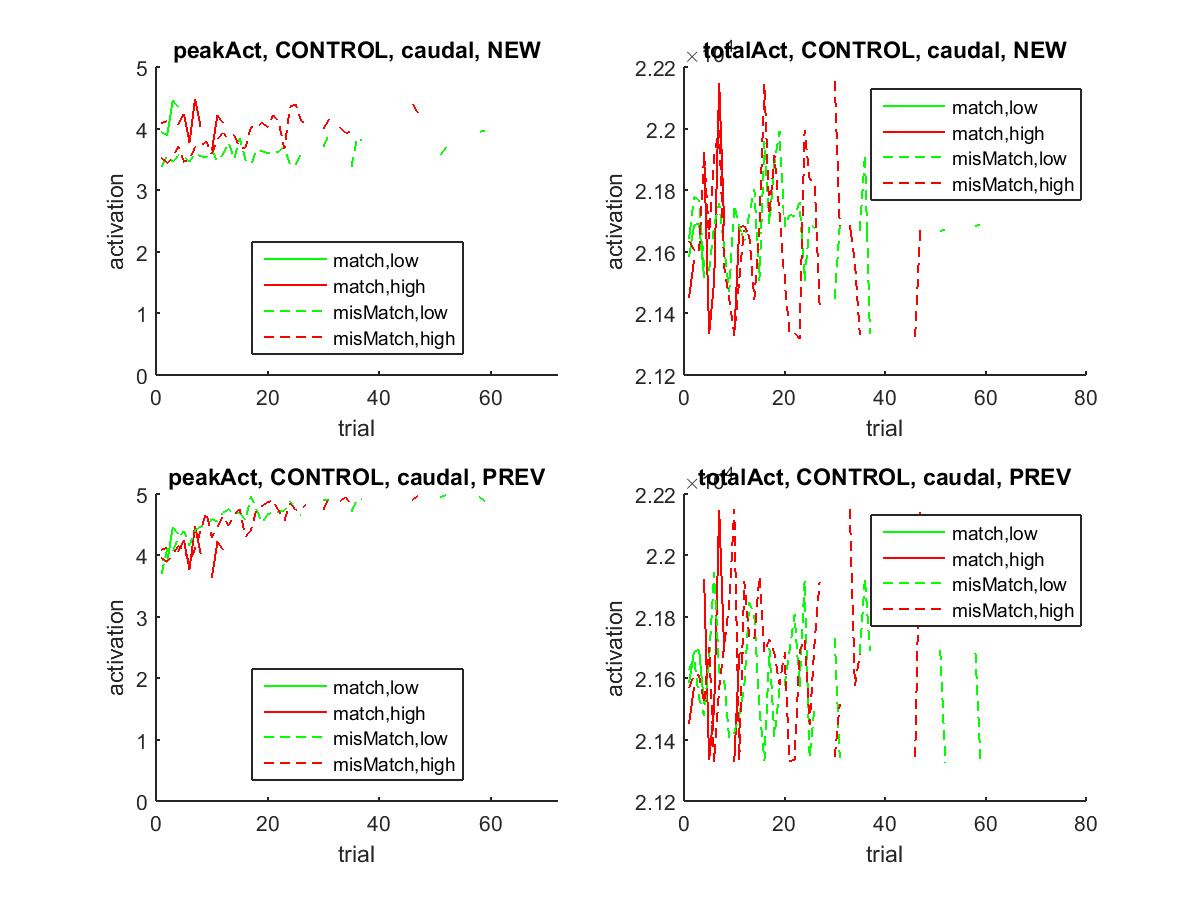 peakAct, CONTROL, caudal, NEW
5
4
3
2
1
0
activation
0 20 40 60
trial
match,low
match,high
misMatch,low
misMatch,high
totalAct, CONTROL, caudal, NEW
2.22
2.2
2.18
2.16
2.14
2.12
activation
0 20 40 60 80
trial
match,low
match,high
misMatch,low
misMatch,high
peakAct, CONTROL, caudal, PREV
5
4
3
2
1
0
activation
0 20 40 60
trial
match,low
match,high
misMatch,low
misMatch,high
totalAct, CONTROL, caudal, PREV
2.22
2.2
2.18
2.16
2.14
2.12
activation
0 20 40 60 80
trial
match,low
match,high
misMatch,low
misMatch,high